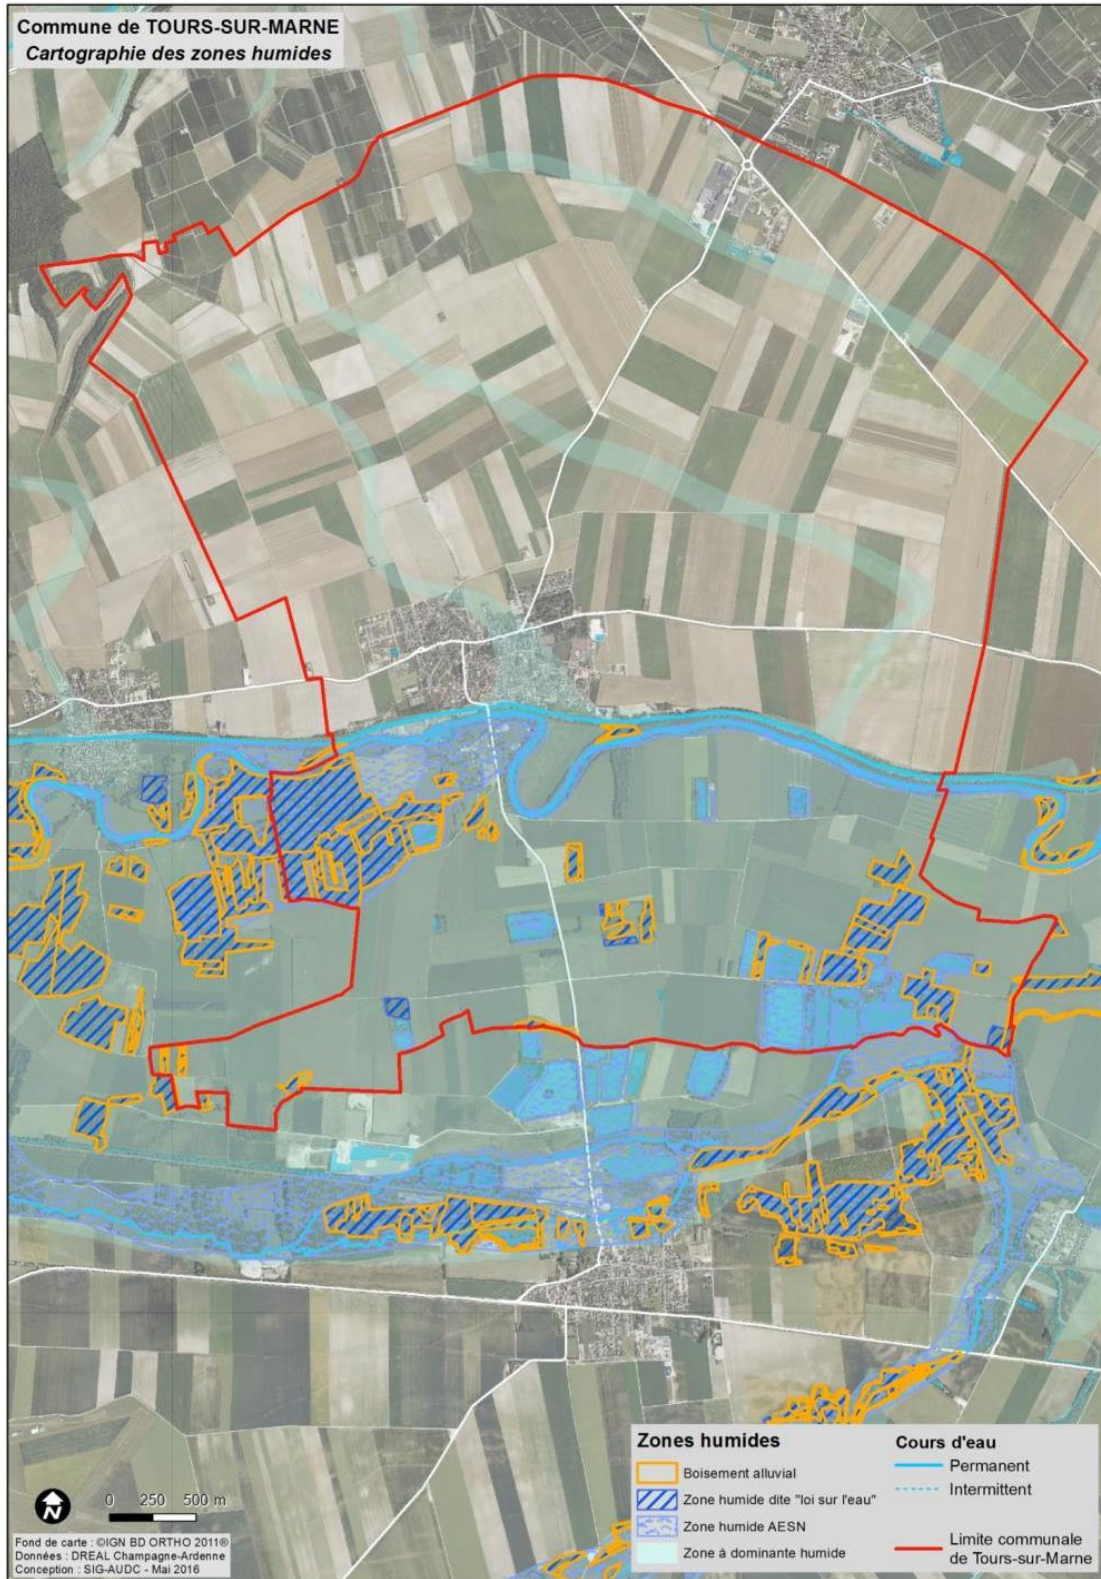 Commune de TOURS-SUR-MARNE
Cartographie des zones humides
Zones humides
Boisement alluvial
Zone humide dite "loi sur l'eau"
Zone humide AESN
Zone à dominante humide
Cours d'eau
Permanent
Intermittent
Limite communale
de Tours-sur-Marne
N
0 250 500 m
Fond de carte : ©IGN BD ORTHO 2011®
Données : DREAL Champagne-Ardenne
Conception : SIG-AUDC - Mai 2016